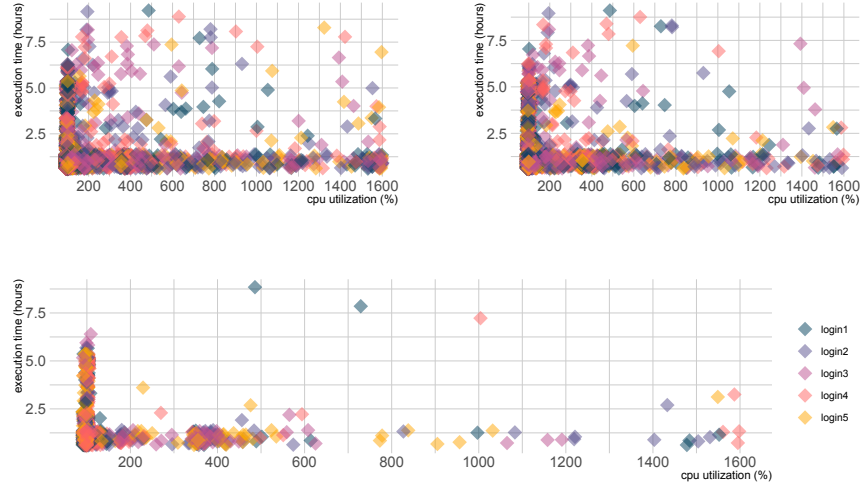 execution time (hours)
7.5
5.0
2.5
200 400 600 800 1000 1200 1400 1600
cpu utilization (%)
execution time (hours)
7.5
5.0
2.5
200 400 600 800 1000 1200 1400 1600
cpu utilization (%)
execution time (hours)
7.5
5.0
2.5
200 400 600 800 1000 1200 1400 1600
cpu utilization (%)
login1
login2
login3
login4
login5